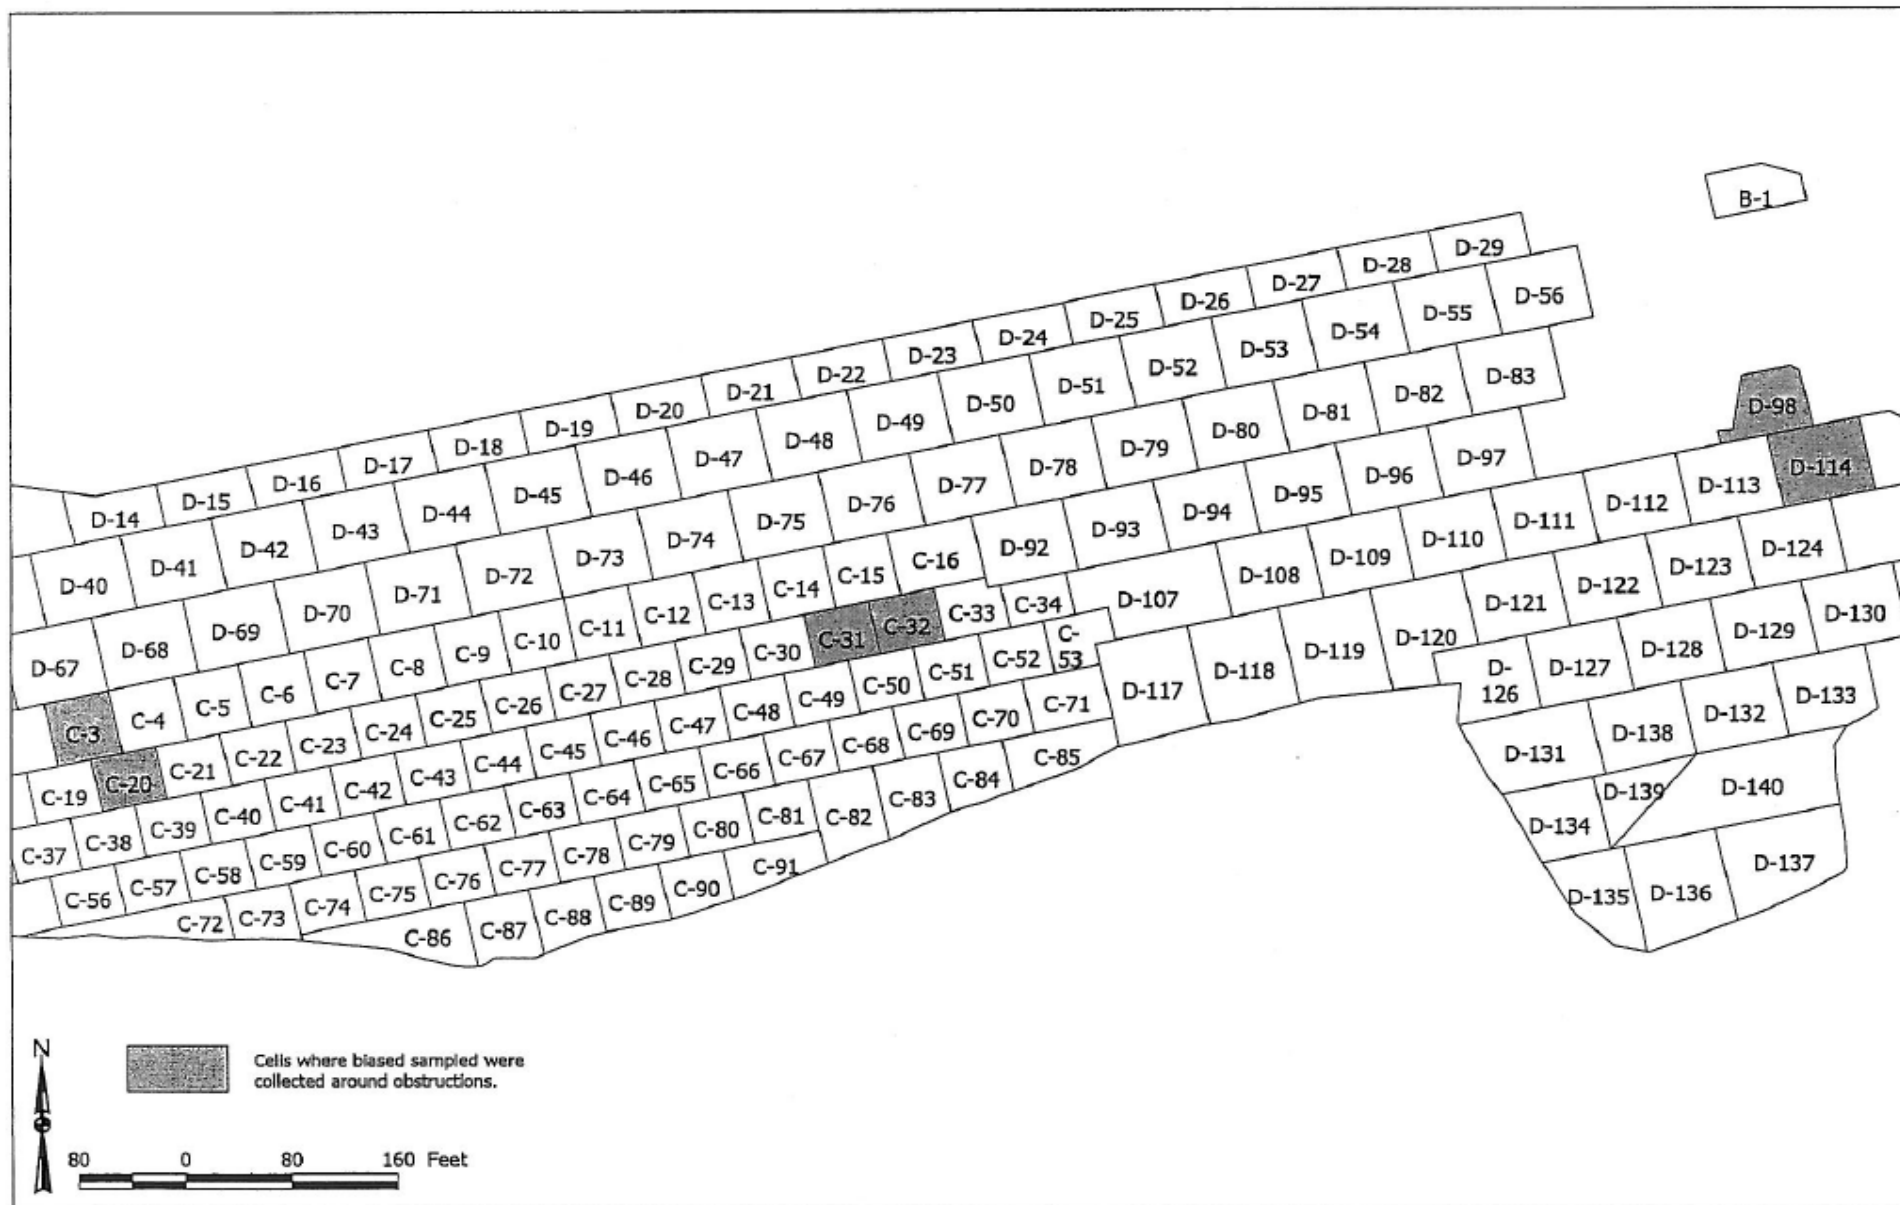 B-1
D-29
D-28
D-27
D-26
D-25
D-24
D-23
D-22
D-21
D-20
D-19
D-18
D-17
D-16
D-15
D-14
D-56
D-55
D-54
D-53
D-52
D-51
D-50
D-49
D-48
D-47
D-46
D-45
D-44
D-43
D-42
D-41
D-40
D-83
D-82
D-81
D-80
D-79
D-78
D-77
D-76
D-75
D-74
D-73
D-72
D-71
D-70
D-69
D-68
D-67
D-98
D-97
D-96
D-95
D-94
D-93
D-92
C-16
C-15
C-14
C-13
C-12
C-11
C-10
C-9
C-8
C-7
C-6
C-5
C-4
C-3
D-114
D-113
D-112
D-111
D-110
D-109
D-108
D-107
C-34
C-33
C-32
C-31
C-30
C-29
C-28
C-27
C-26
C-25
C-24
C-23
C-22
C-21
C-20
C-19
D-124
D-123
D-122
D-121
D-120
D-119
D-118
D-117
C-
53
C-52
C-51
C-50
C-49
C-48
C-47
C-46
C-45
C-44
C-43
C-42
C-41
C-40
C-39
C-38
C-37
D-130
D-129
D-128
D-127
D-
126
C-71
C-70
C-69
C-68
C-67
C-66
C-65
C-64
C-63
C-62
C-61
C-60
C-59
C-58
C-57
C-56
D-133
D-132
D-138
D-131
C-85
C-84
C-83
C-82
C-81
C-80
C-79
C-78
C-77
C-76
C-75
C-74
C-73
C-72
D-140
D-139
D-134
C-91
C-90
C-89
C-88
C-87
C-86
D-137
D-136
D-135
N
Cells where biased sampled were
collected around obstructions.
80 0 80 160 Feet